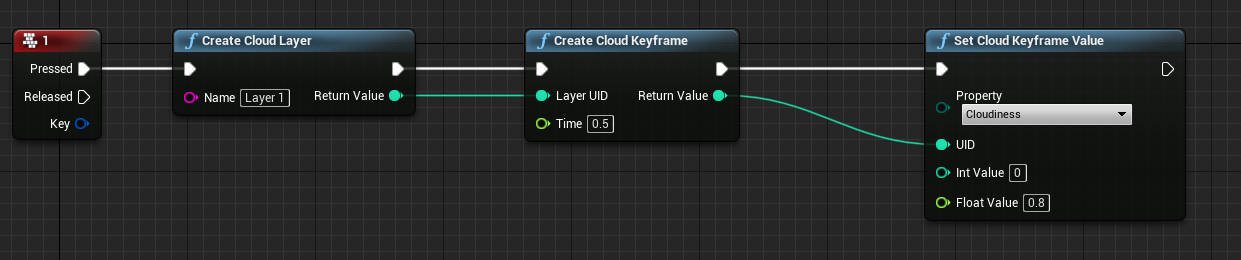 1
Pressed
Released
Key
Create Cloud Layer
Name Layer 1 Return Value
Create Cloud Keyframe
Layer UID Return Value
Time 0.5
Set Cloud Keyframe Value
Property
Cloudiness
UID
Int Value 0
Float Value 0.8